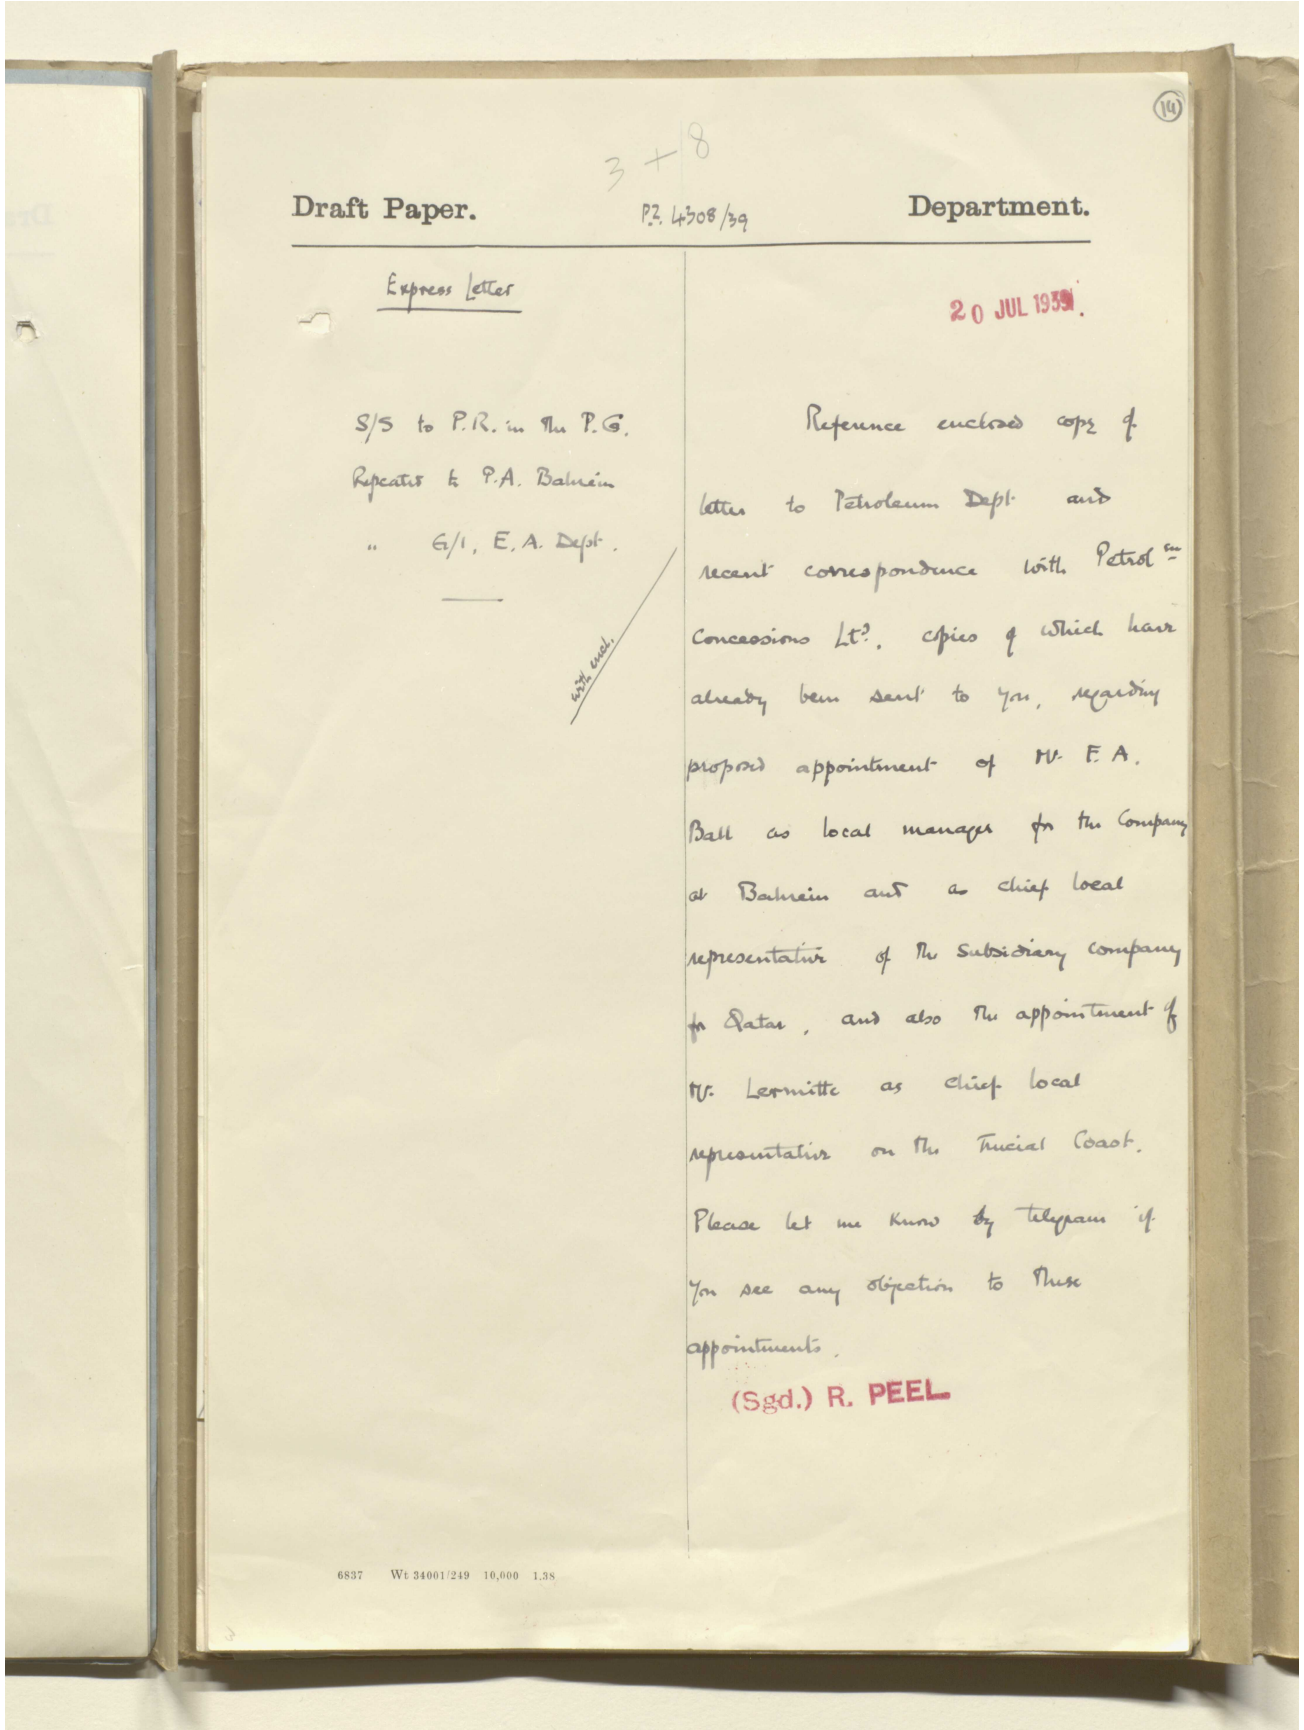 14
3 + 8
Draft Paper. P.Z. 4308/39 Department.
Express Letter
20 JUL 1939.
S/S to P.R. in the P.G.
Repeated to P.A. Bahrein
" G/I, E.A. Dept.
with encl.
Reference enclosed copy of
letter to Petroleum Dept and
recent correspondence with Petrolm
Concessions Ltd, copies of which have
already been sent to you, regarding
proposed appointment of Mr E.A.
Ball as local manager for the Company
at Bahrein and as chief local
representative of the subsidiary company
for Qatar, and also the appointment of
Mr. Lermitte as chief local
representative on the Trucial Coast.
Please let me know by telegram if
you see any objection to these
appointments.
(Sgd.) R. PEEL
6837 Wt 34001/249 10,000 1.38